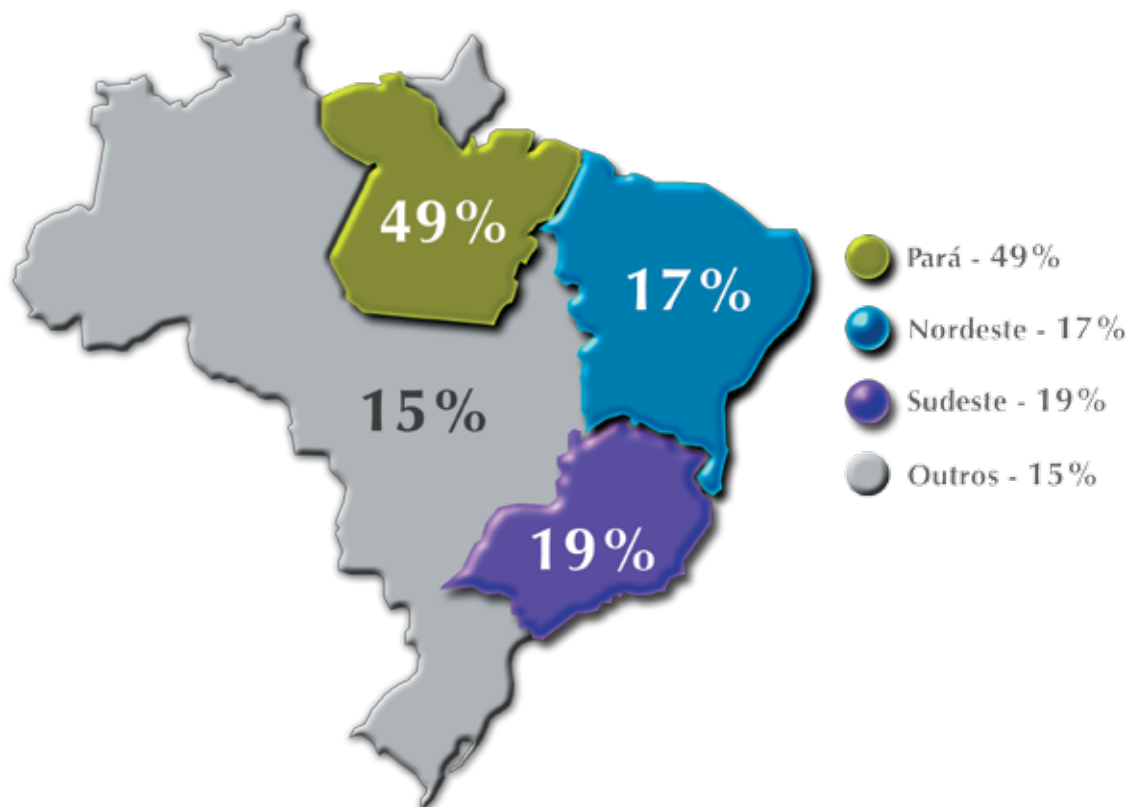 49%
17%
15%
19%
Pará - 49%
Nordeste - 17%
Sudeste - 19%
Outros - 15%